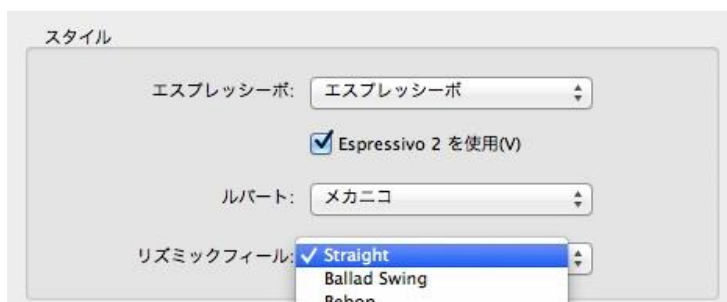 スタイル
エスプレッシーボ: エスプレッシーボ
Espressivo 2 を使用(V)
ルバート: メカニコ
リズミックフィール: Straight
Ballad Swing
Bebop